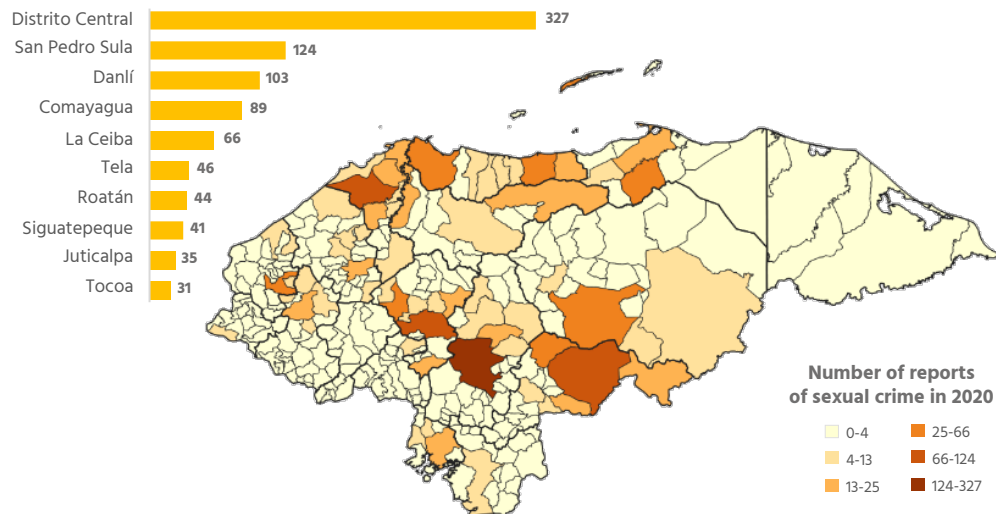 Distrito Central 327
San Pedro Sula 124
Danlí 103
Comayagua 89
La Ceiba 66
Tela 46
Roatán 44
Siguatepeque 41
Juticalpa 35
Tocoa 31
Number of reports
of sexual crime in 2020
0-4 25-66
4-13 66-124
13-25 124-327